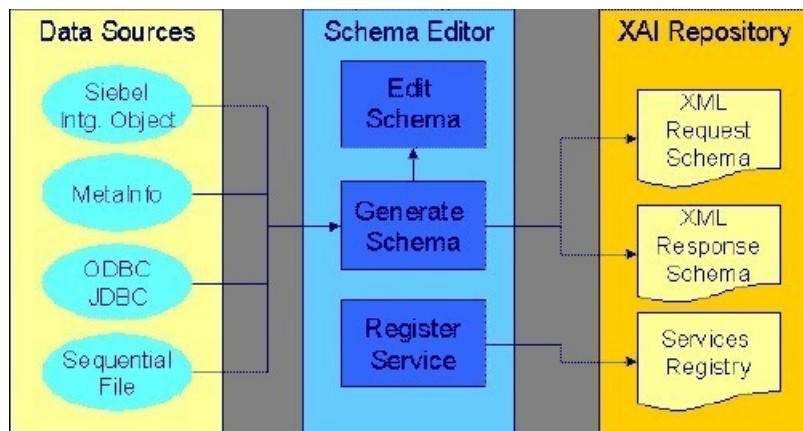 Data Sources
Siebel
Intg. Object
MetaInfo
ODBC
JDBC
Sequential
File
Schema Editor
Edit
Schema
Generate
Schema
Register
Service
XAI Repository
XML
Request
Schema
XML
Response
Schema
Services
Registry